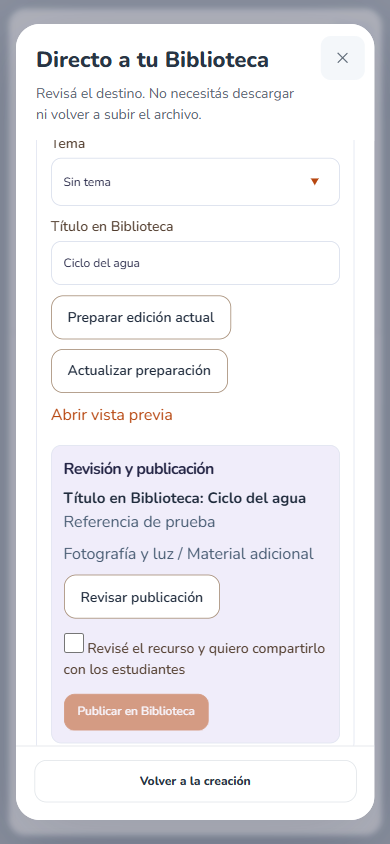 Directo a tu Biblioteca
Revisá el destino. No necesitás descargar
ni volver a subir el archivo.
Tema
Sin tema
Título en Biblioteca
Ciclo del agua
Preparar edición actual
Actualizar preparación
Abrir vista previa
Revisión y publicación
Título en Biblioteca: Ciclo del agua
Referencia de prueba
Fotografía y luz / Material adicional
Revisar publicación
Revisé el recurso y quiero compartirlo
con los estudiantes
Publicar en Biblioteca
Volver a la creación